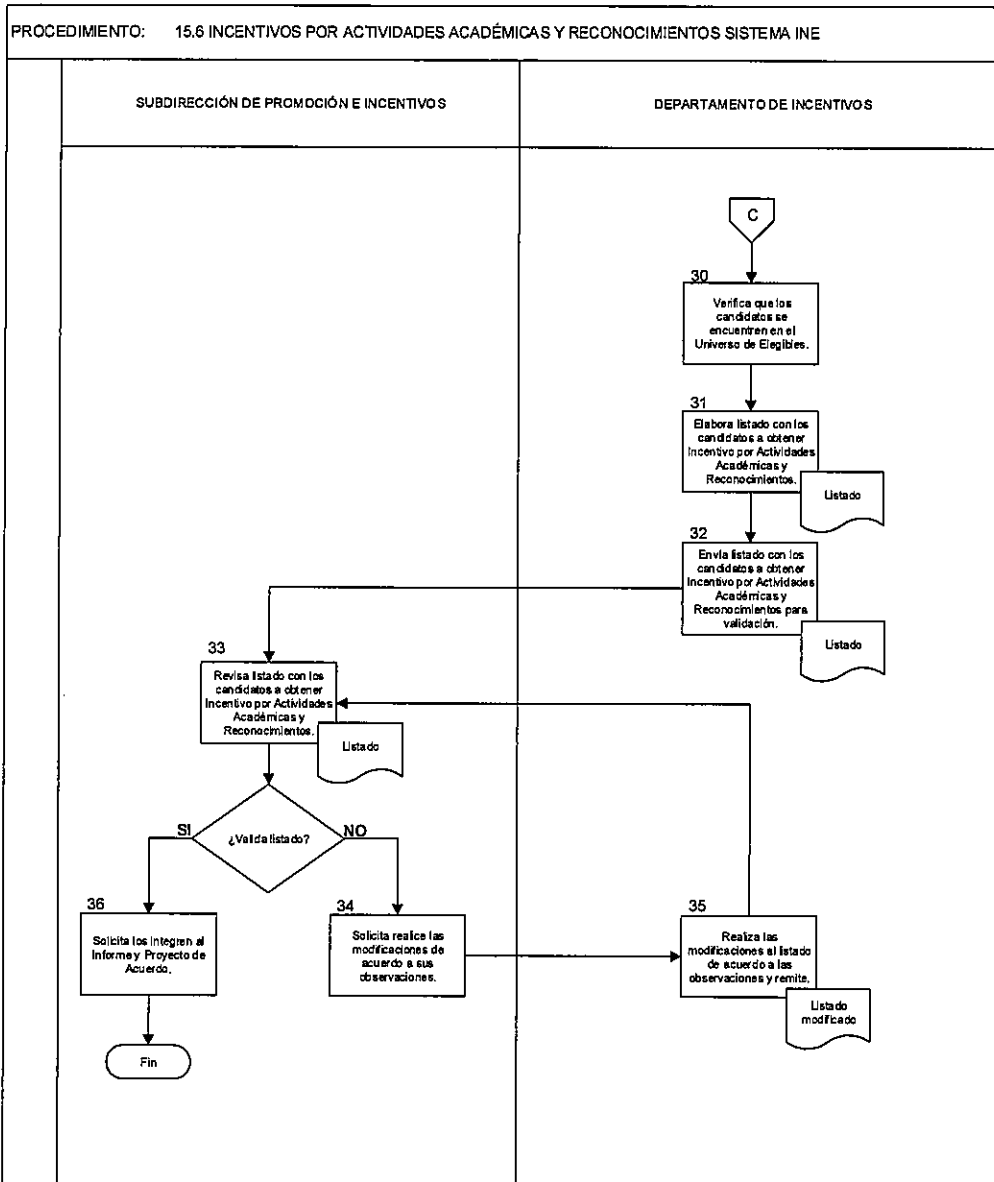 PROCEDIMIENTO: 15.6 INCENTIVOS POR ACTIVIDADES ACADÉMICAS Y RECONOCIMIENTOS SISTEMA INE
SUBDIRECCIÓN DE PROMOCIÓN E INCENTIVOS
DEPARTAMENTO DE INCENTIVOS
C
30
Verifica que los
candidatos se
encuentren en el
Universo de Elegibles.
31
Elabora listado con los
candidatos a obtener
Incentivo por Actividades
Académicas y
Reconocimientos.
Listado
32
Envía listado con los
candidatos a obtener
Incentivo por Actividades
Académicas y
Reconocimientos para
validación.
Listado
33
Revisa listado con los
candidatos a obtener
Incentivo por Actividades
Académicas y
Reconocimientos.
Listado
¿Valida listado?
SI
NO
36
Solicita los integren al
Informe y Proyecto de
Acuerdo.
34
Solicita realice las
modificaciones de
acuerdo a sus
observaciones.
35
Realiza las
modificaciones al listado
de acuerdo a las
observaciones y remite.
Listado
modificado
Fin